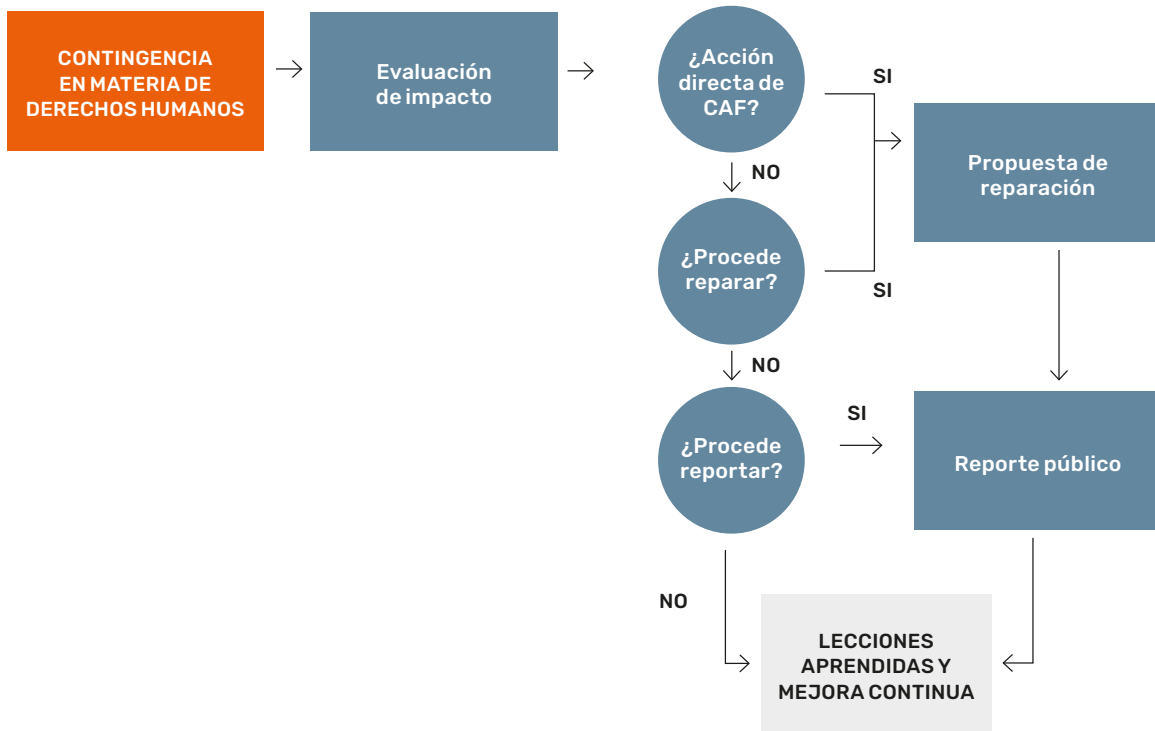 CONTINGENCIA
EN MATERIA DE
DERECHOS HUMANOS
Evaluación
de impacto
¿Acción
directa de
CAF?
SI
NO
Propuesta de
reparación
¿Procede
reparar?
SI
NO
¿Procede
reportar?
SI
Reporte público
NO
LECCIONES
APRENDIDAS Y
MEJORA CONTINUA